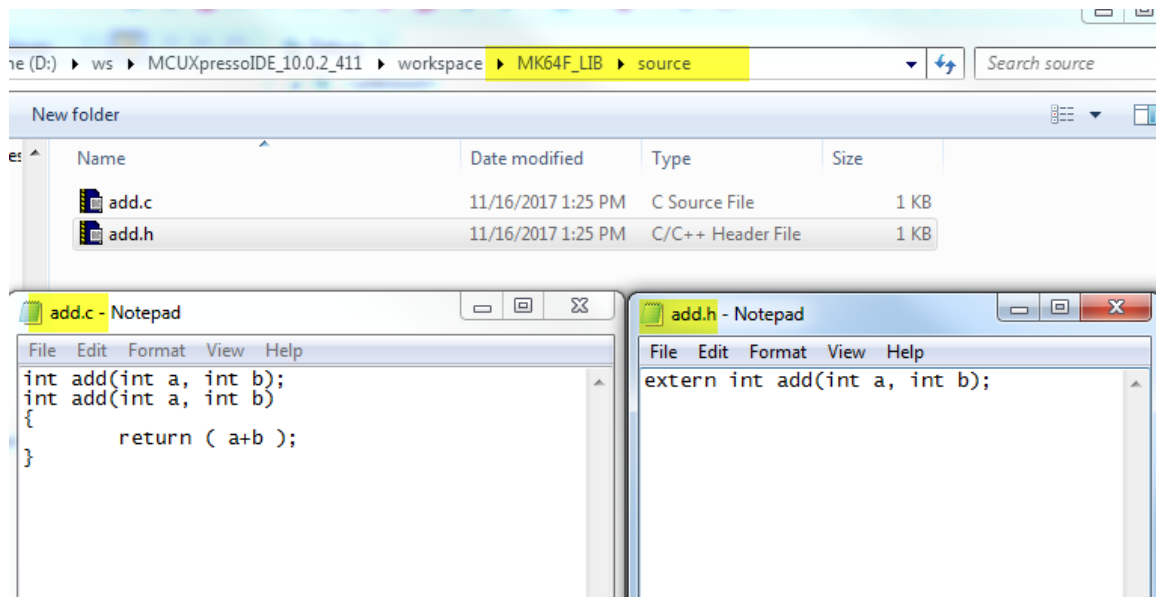 ne (D:) ▸ ws ▸ MCUXpressoIDE_10.0.2_411 ▸ workspace ▸ MK64F_LIB ▸ source Search source
New folder
Name Date modified Type Size
add.c 11/16/2017 1:25 PM C Source File 1 KB
add.h 11/16/2017 1:25 PM C/C++ Header File 1 KB
add.c - Notepad
File Edit Format View Help
int add(int a, int b);
int add(int a, int b)
{
return ( a+b );
}
add.h - Notepad
File Edit Format View Help
extern int add(int a, int b);